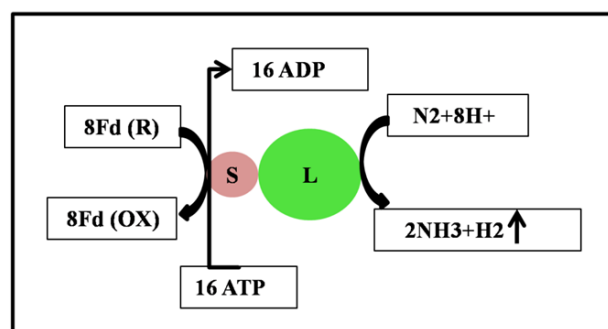 16 ADP
8Fd (R)
N2+8H+
S
L
8Fd (OX)
2NH3+H2
16 ATP